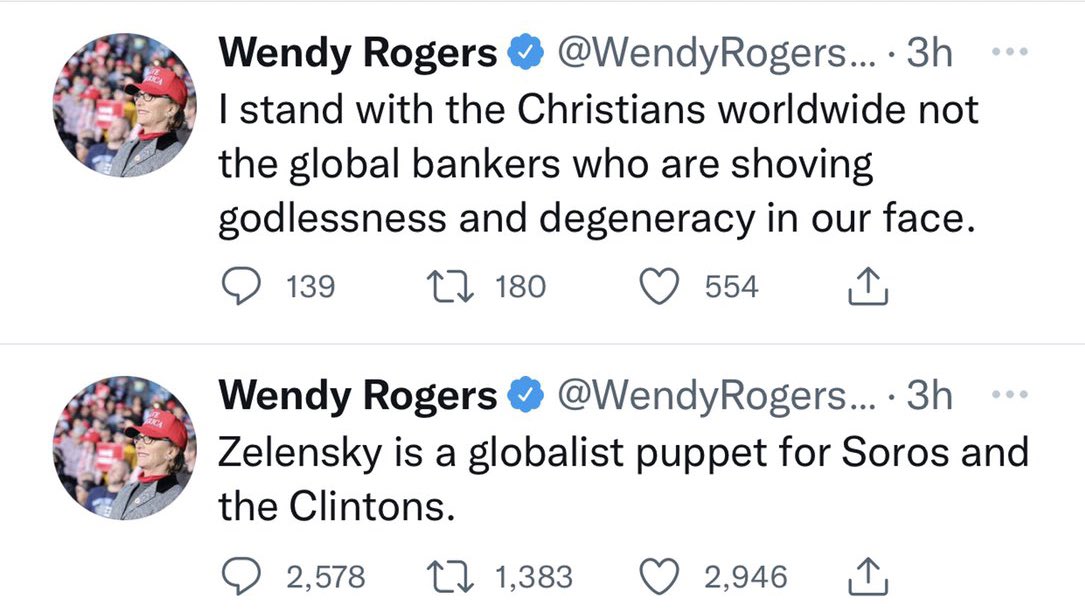 Wendy Rogers @WendyRogers... · 3h
I stand with the Christians worldwide not
the global bankers who are shoving
godlessness and degeneracy in our face.
139 180 554
Wendy Rogers @WendyRogers... · 3h
Zelensky is a globalist puppet for Soros and
the Clintons.
2,578 1,383 2,946